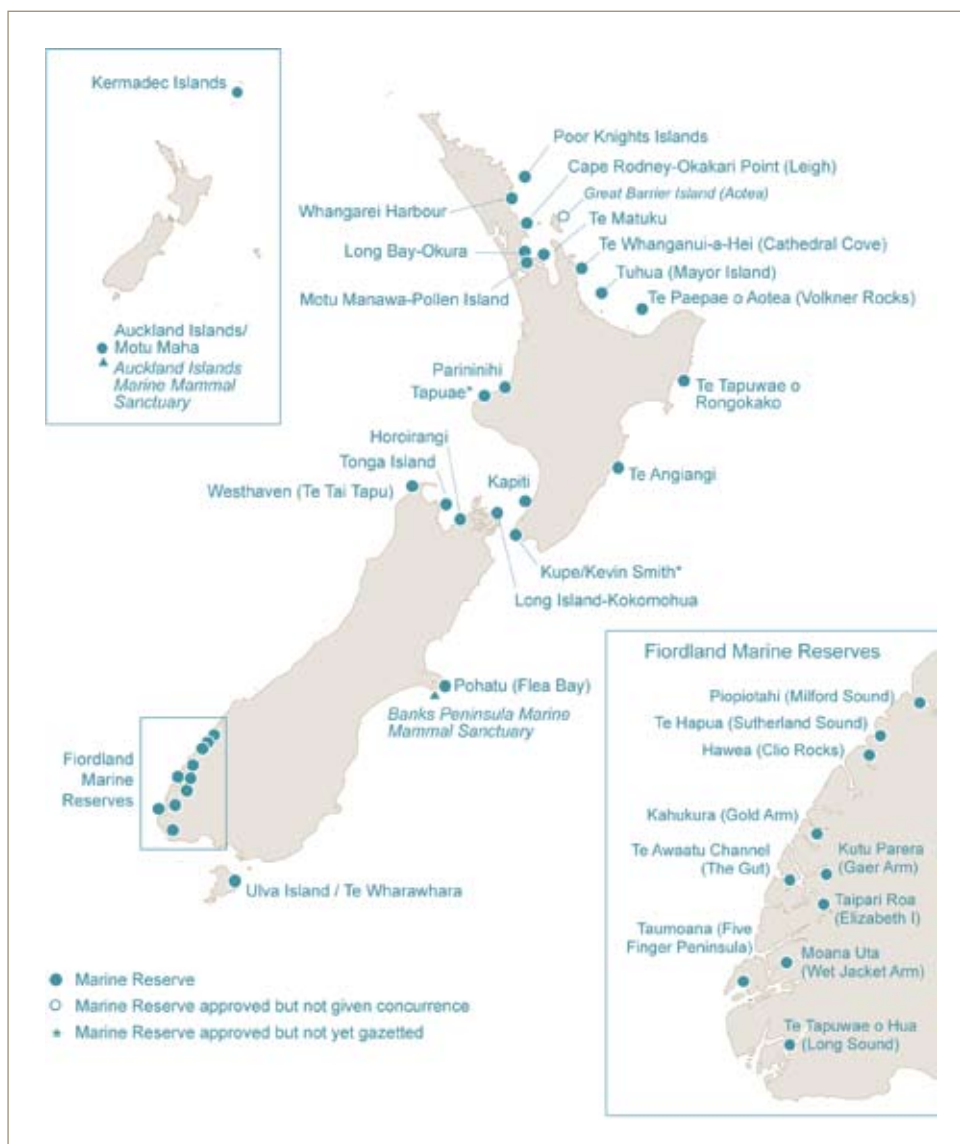 Kermadec Islands
Auckland Islands/
Motu Maha
Auckland Islands
Marine Mammal
Sanctuary
Poor Knights Islands
Cape Rodney-Okakari Point (Leigh)
Great Barrier Island (Aotea)
Whangarei Harbour
Te Matuku
Long Bay-Okura
Te Whanganui-a-Hei (Cathedral Cove)
Tuhua (Mayor Island)
Motu Manawa-Pollen Island
Te Paepae o Aotea (Volkner Rocks)
Parininihi
Tapuae*
Te Tapuwae o
Rongokako
Horoirangi
Tonga Island
Te Angiangi
Kapiti
Westhaven (Te Tai Tapu)
Kupe/Kevin Smith*
Long Island-Kokomohua
Pohatu (Flea Bay)
Banks Peninsula Marine
Mammal Sanctuary
Fiordland
Marine
Reserves
Ulva Island / Te Wharawhara
Fiordland Marine Reserves
Piopiotahi (Milford Sound)
Te Hapua (Sutherland Sound)
Hawea (Clio Rocks)
Kahukura (Gold Arm)
Te Awaatu Channel
(The Gut)
Kutu Parera
(Gaer Arm)
Taipari Roa
(Elizabeth I)
Taumoana (Five
Finger Peninsula)
Moana Uta
(Wet Jacket Arm)
Te Tapuwae o Hua
(Long Sound)
Marine Reserve
Marine Reserve approved but not given concurrence
* Marine Reserve approved but not yet gazetted